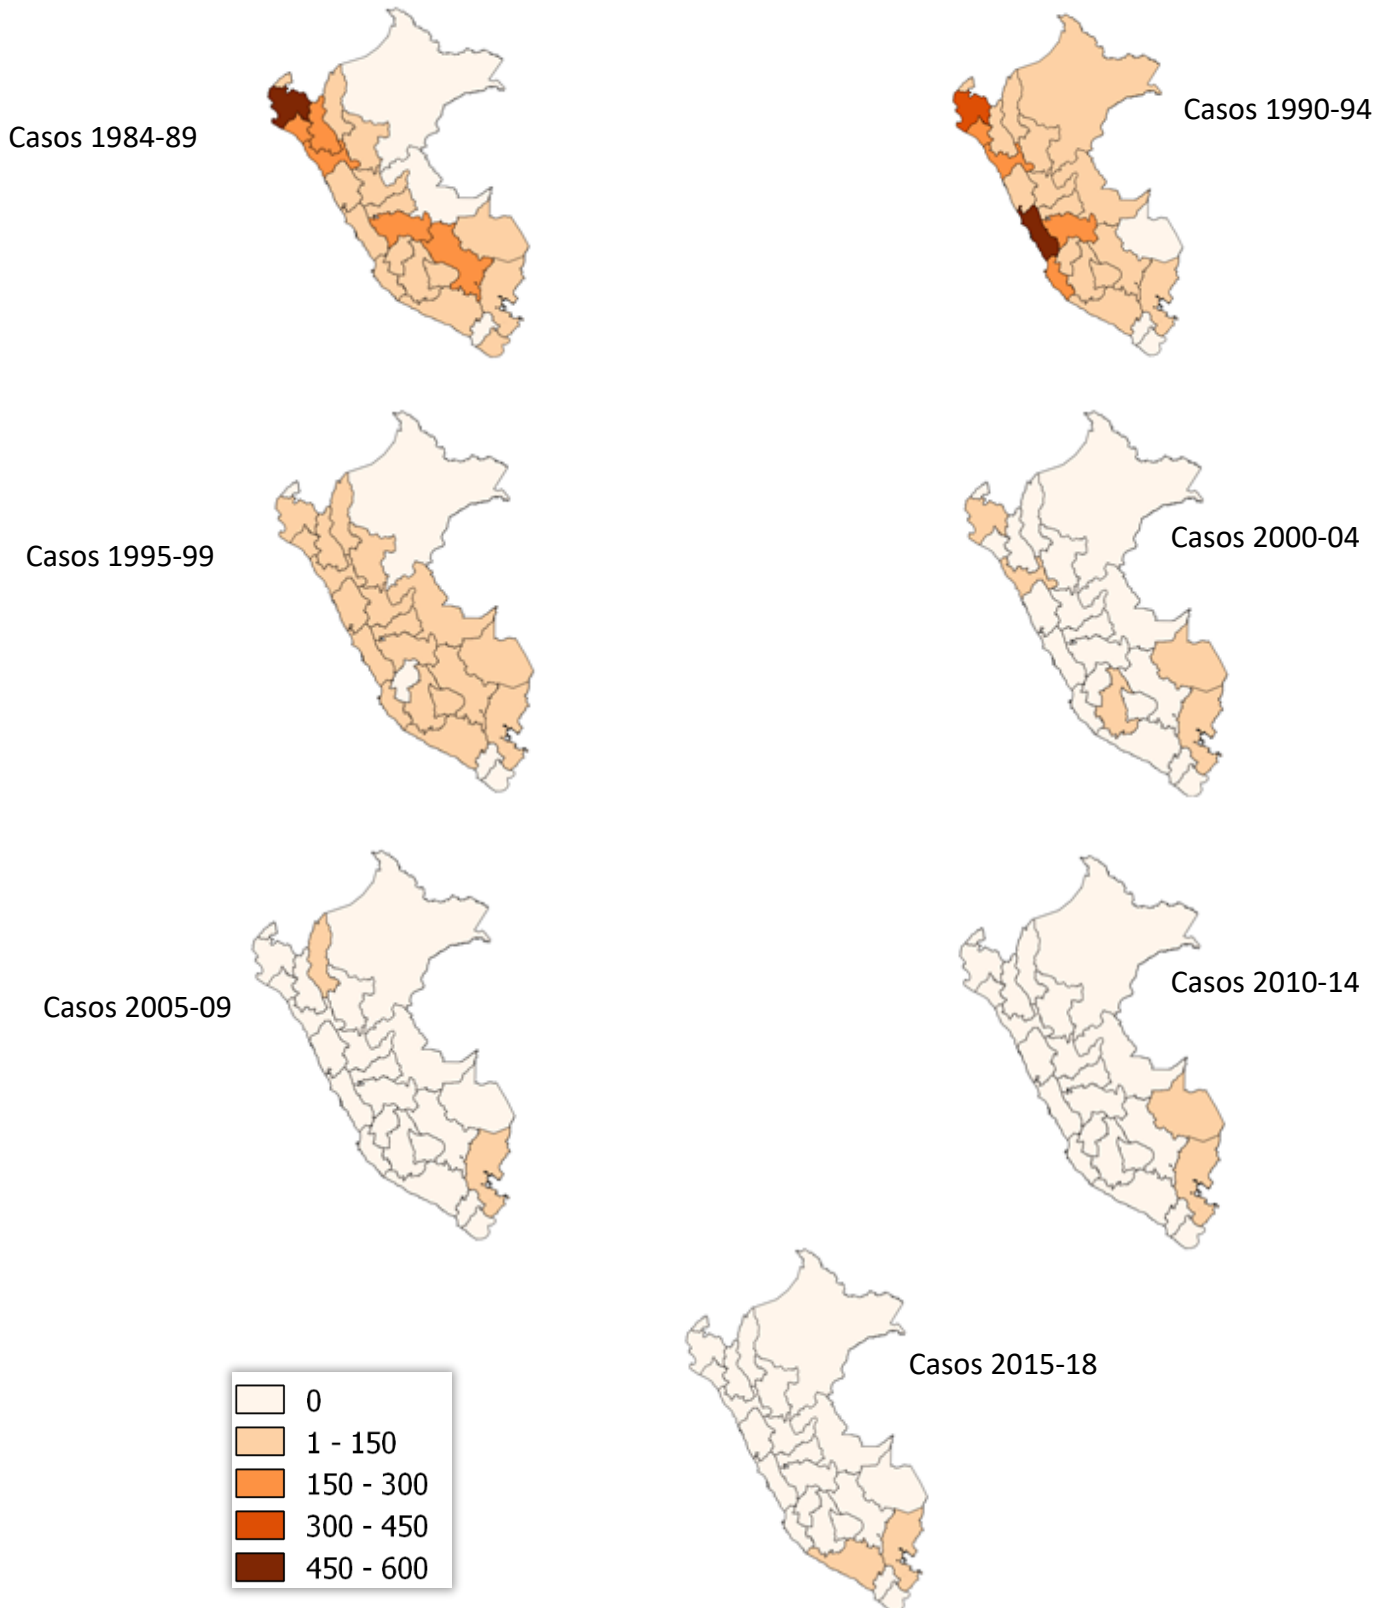 Casos 1984-89
Casos 1990-94
Casos 1995-99
Casos 2000-04
Casos 2005-09
Casos 2010-14
Casos 2015-18
0
1 - 150
150 - 300
300 - 450
450 - 600